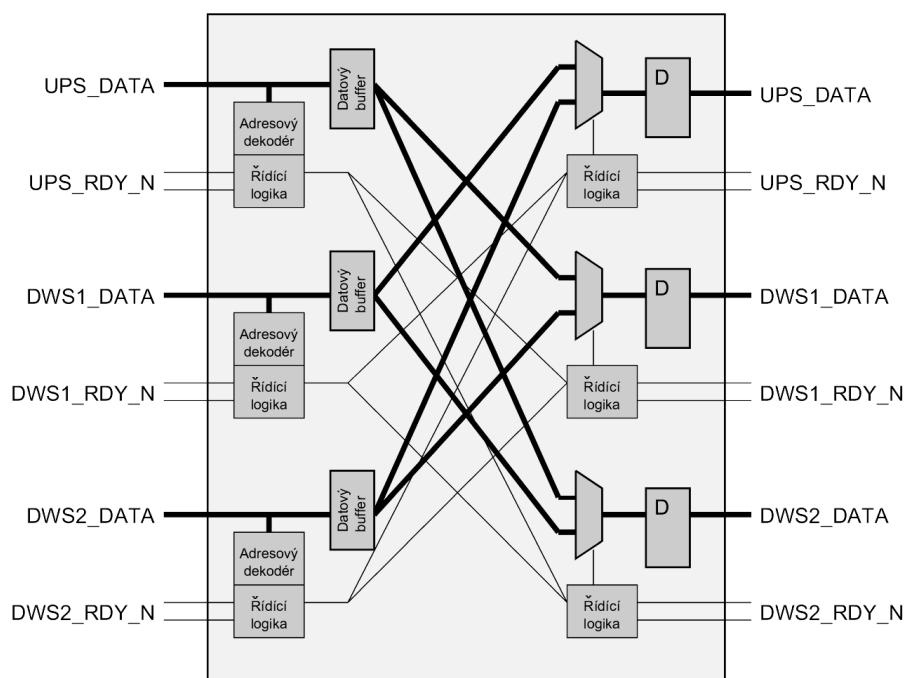 UPS_DATA
Datový
buffer
D
UPS_DATA
Adresový
dekodér
UPS_RDY_N
Řídící
logika
Řídící
logika
UPS_RDY_N
DWS1_DATA
Datový
buffer
D
DWS1_DATA
Adresový
dekodér
DWS1_RDY_N
Řídící
logika
Řídící
logika
DWS1_RDY_N
DWS2_DATA
Datový
buffer
D
DWS2_DATA
Adresový
dekodér
DWS2_RDY_N
Řídící
logika
Řídící
logika
DWS2_RDY_N